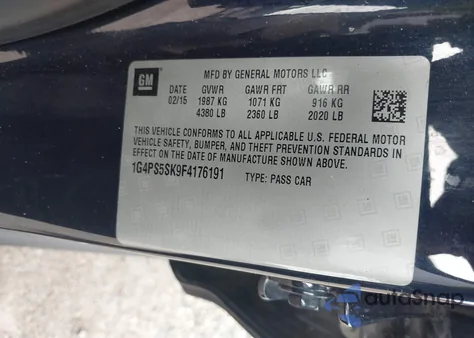 GM
MFD BY GENERAL MOTORS LLC
DATE GVWR GAWR FRT GAWR RR
02/15 1987 KG 1071 KG 916 KG
4380 LB 2360 LB 2020 LB
THIS VEHICLE CONFORMS TO ALL APPLICABLE U.S. FEDERAL MOTOR
VEHICLE SAFETY, BUMPER, AND THEFT PREVENTION STANDARDS IN
EFFECT ON THE DATE OF MANUFACTURE SHOWN ABOVE.
1G4PS5SK9F4176191 TYPE: PASS CAR
autoSnap